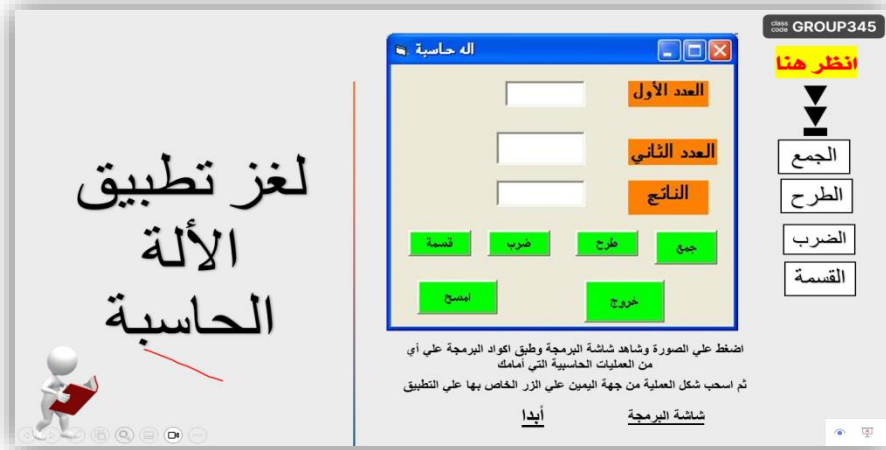 class code GROUP345
انظر هنا
الجمع
الطرح
الضرب
القسمة
اله حاسبة
العدد الأول
العدد الثاني
الناتج
جمع
طرح
ضرب
قسمة
خروج
امسح
اضغط علي الصورة وشاهد شاشة البرمجة وطبق اكواد البرمجة علي أي
من العمليات الحاسبية التي أمامك
ثم اسحب شكل العملية من جهة اليمين علي الزر الخاص بها علي التطبيق
شاشة البرمجة
أبدا
لغز تطبيق
الألة
الحاسبة